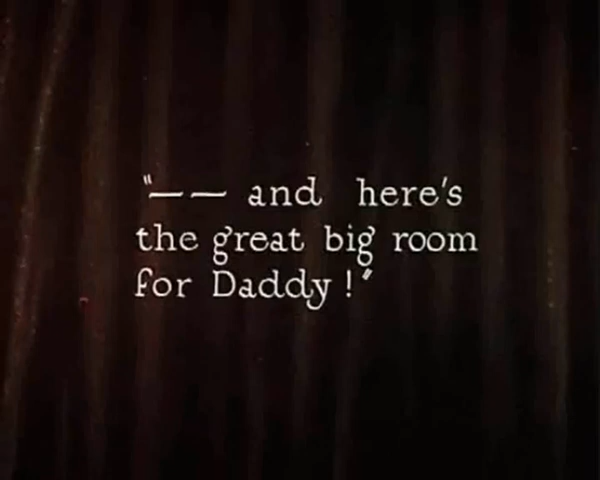 "—— and here's
the great big room
for Daddy!"